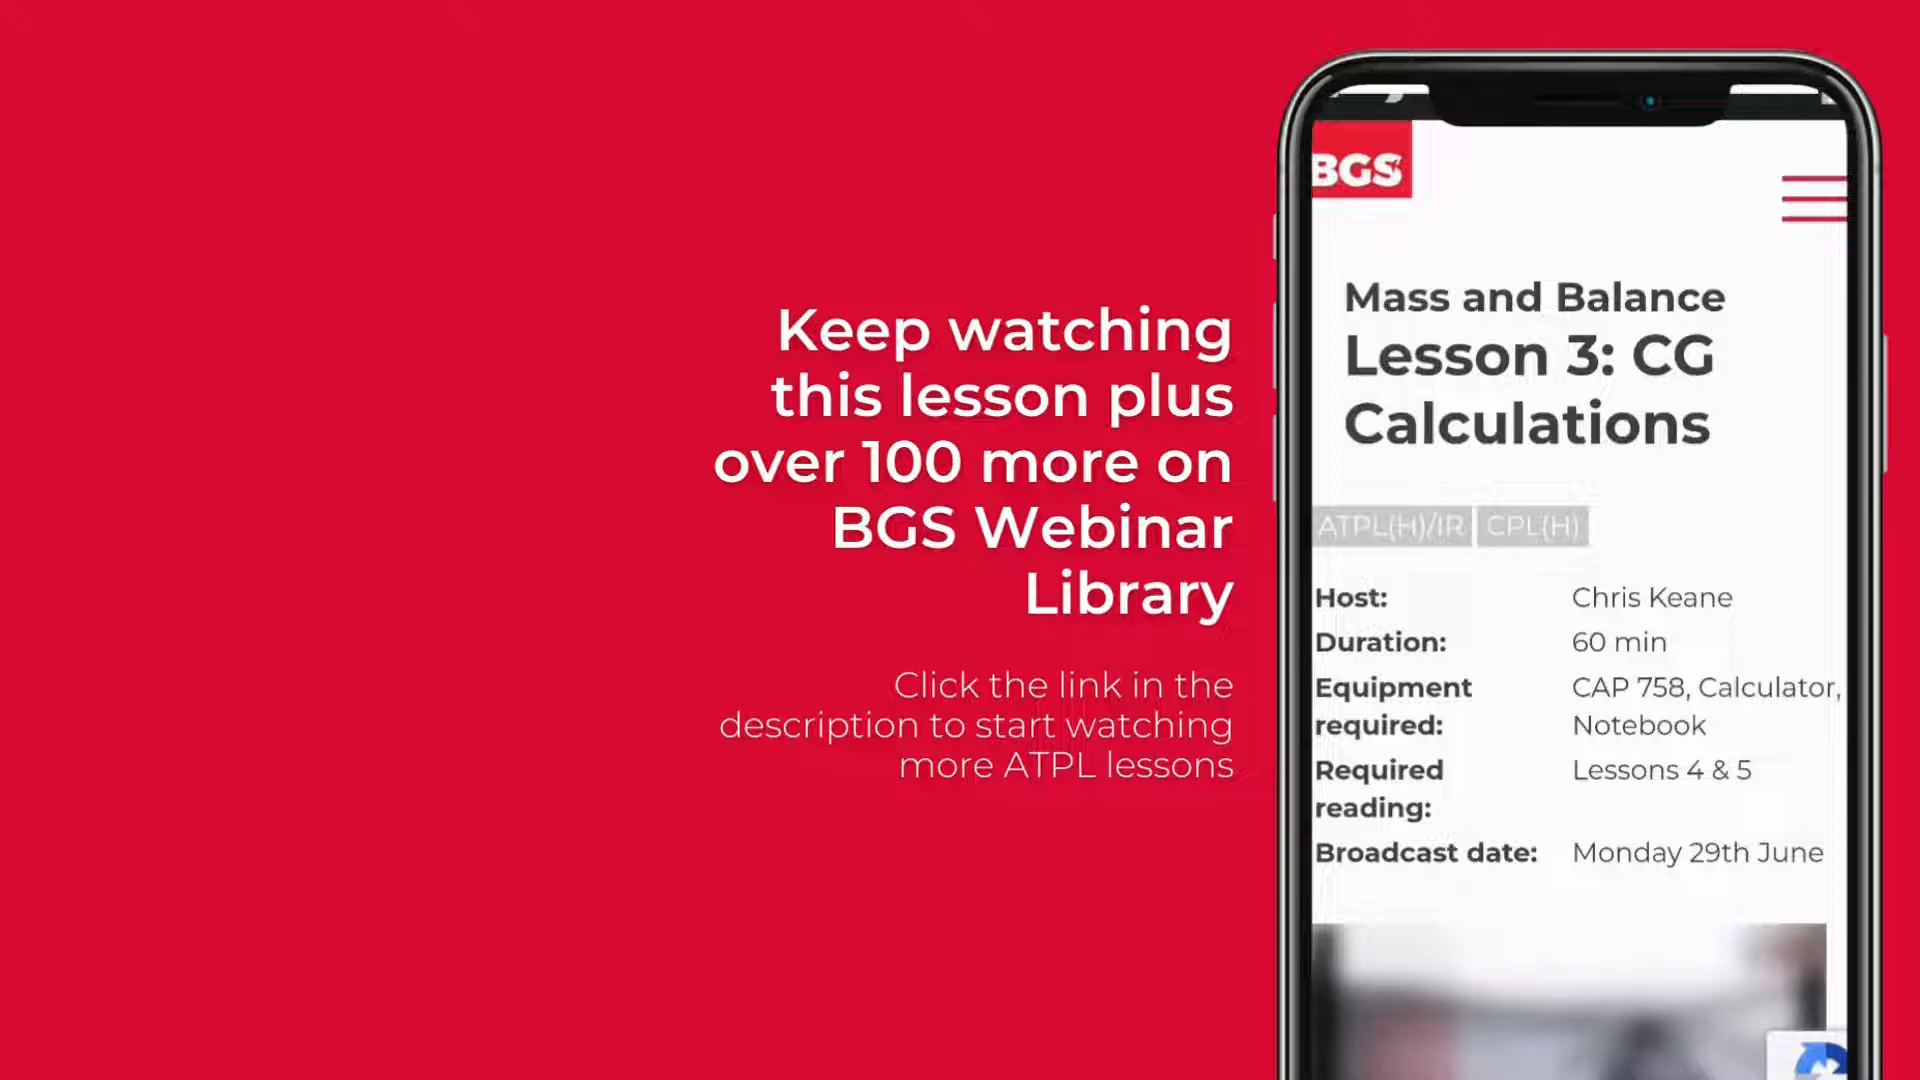 Keep watching
this lesson plus
over 100 more on
BGS Webinar
Library
Click the link in the
description to start watching
more ATPL lessons
BGS
Mass and Balance
Lesson 3: CG
Calculations
ATPL(H)/IR CPL(H)
Host: Chris Keane
Duration: 60 min
Equipment CAP 758, Calculator,
required: Notebook
Required Lessons 4 & 5
reading:
Broadcast date: Monday 29th June